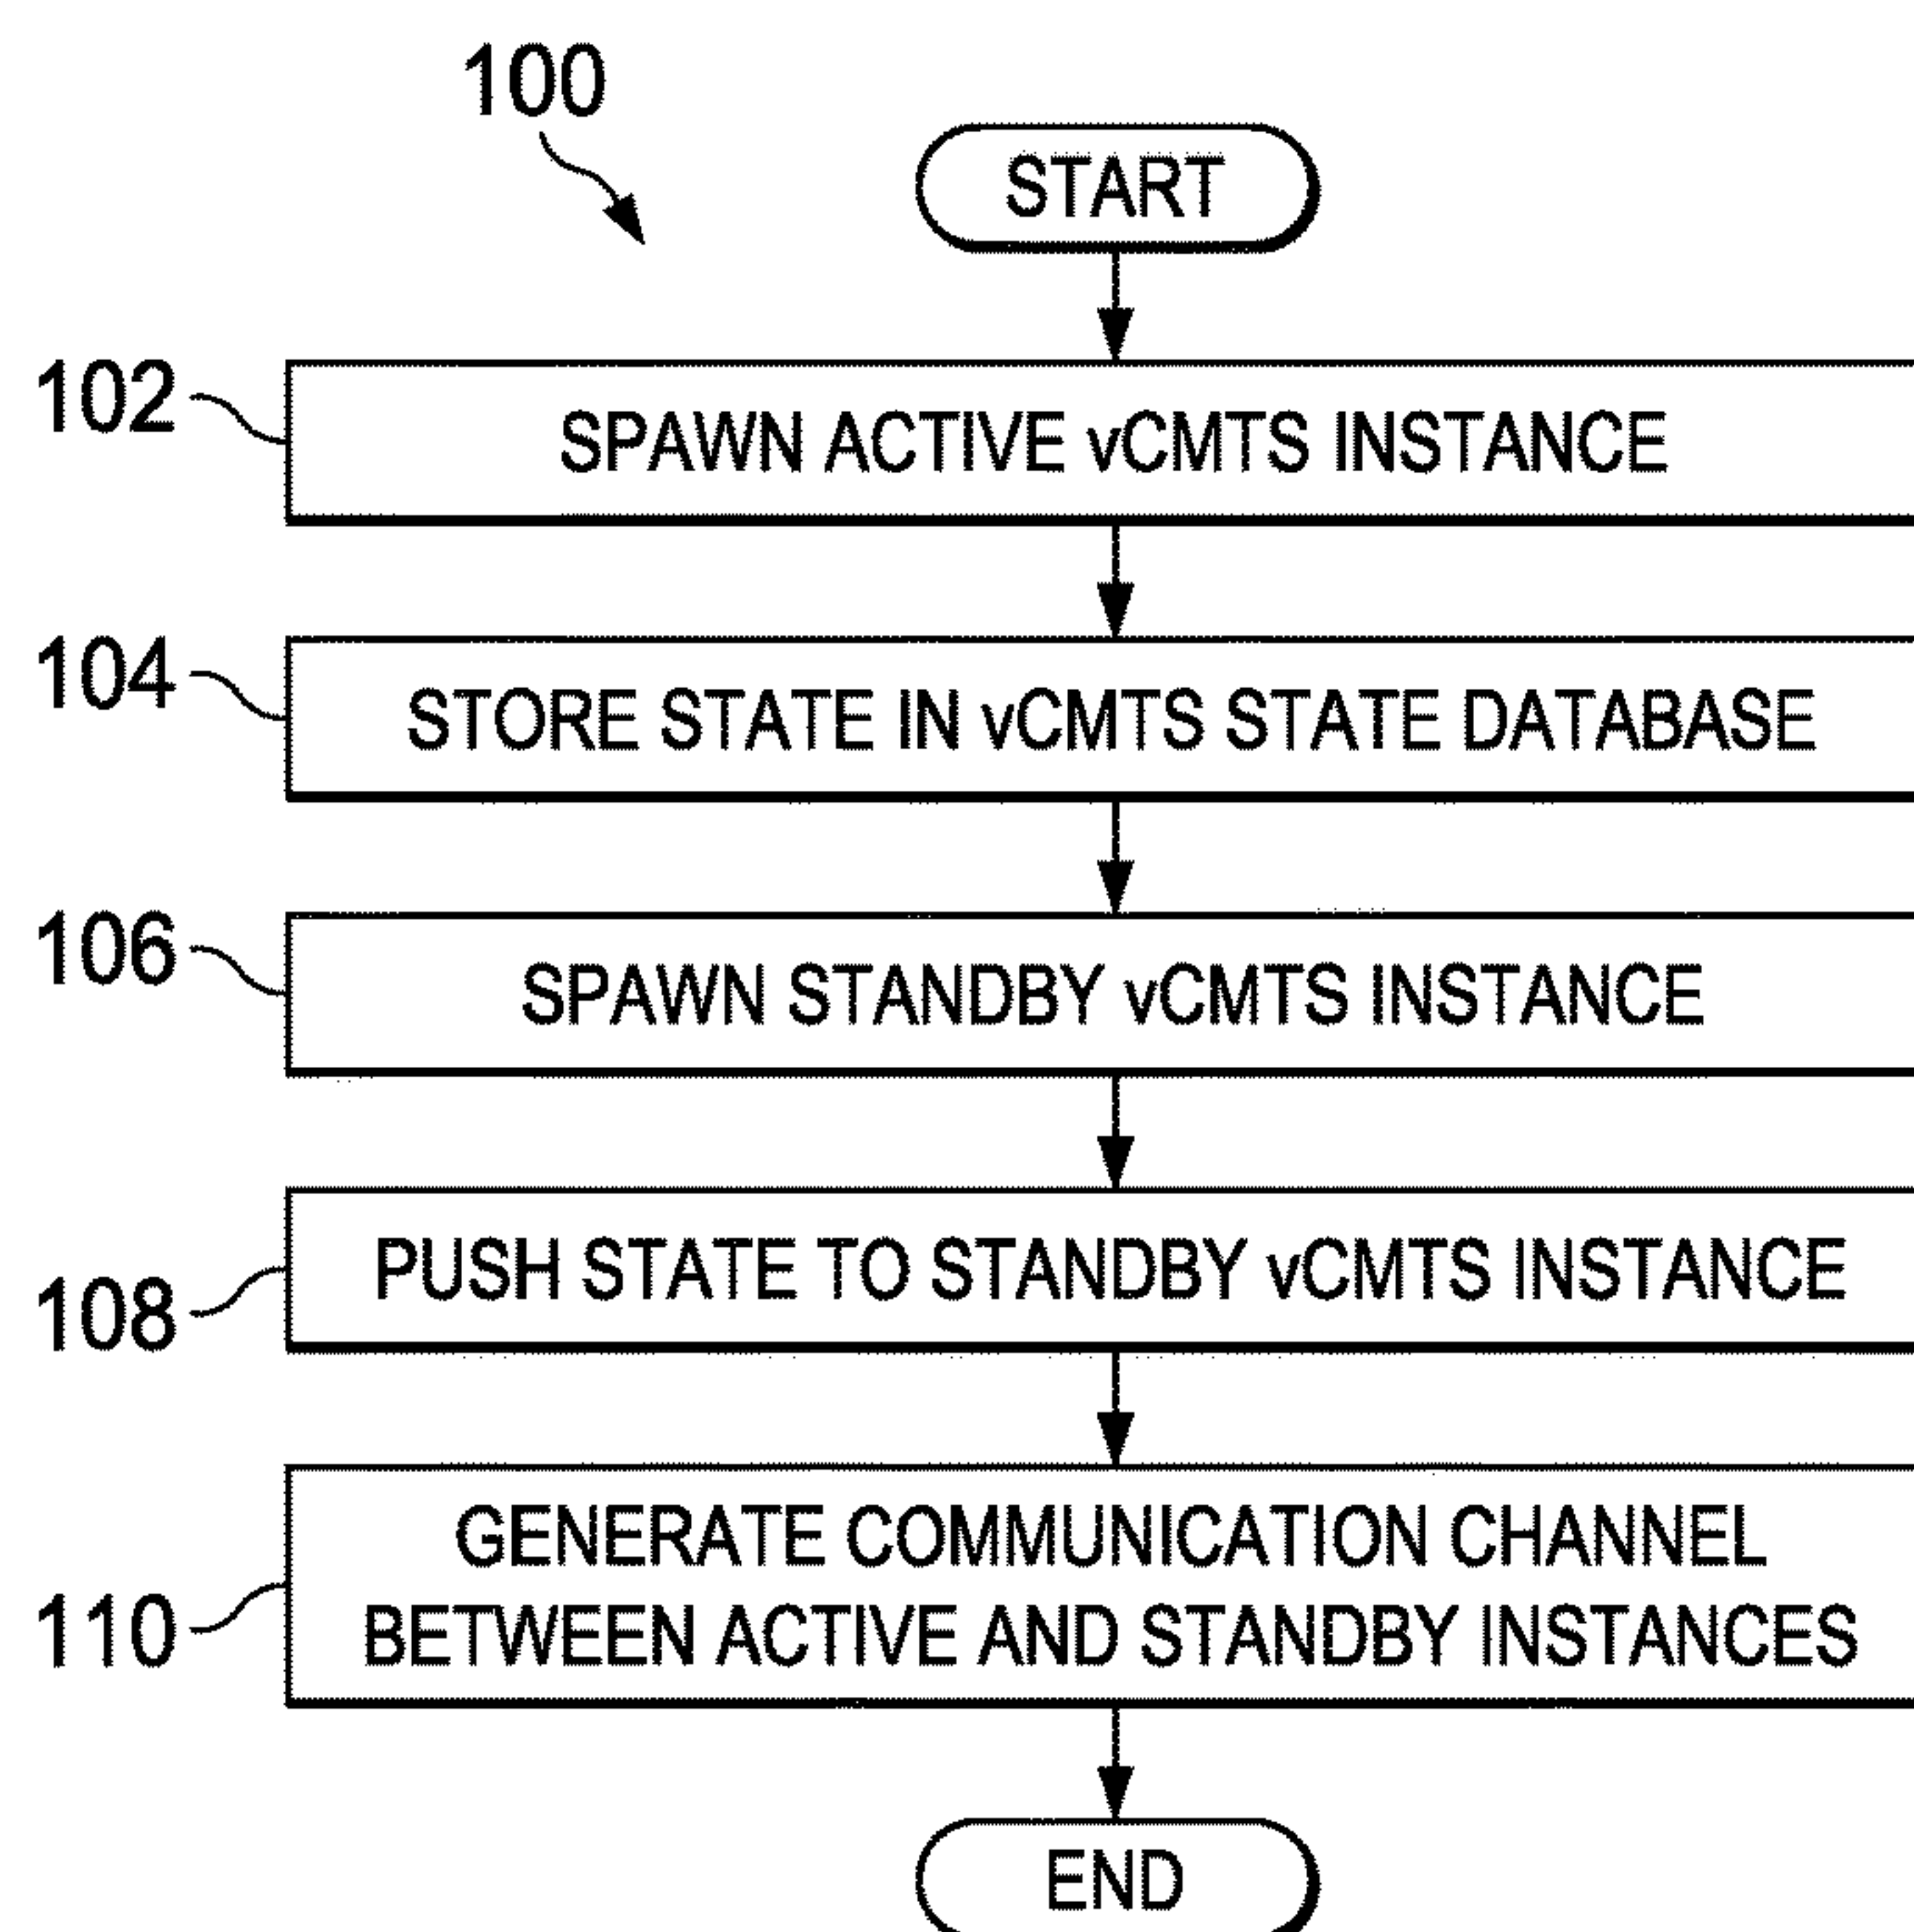 100
START
102
SPAWN ACTIVE vCMTS INSTANCE
104
STORE STATE IN vCMTS STATE DATABASE
106
SPAWN STANDBY vCMTS INSTANCE
108
PUSH STATE TO STANDBY vCMTS INSTANCE
110
GENERATE COMMUNICATION CHANNEL
BETWEEN ACTIVE AND STANDBY INSTANCES
END